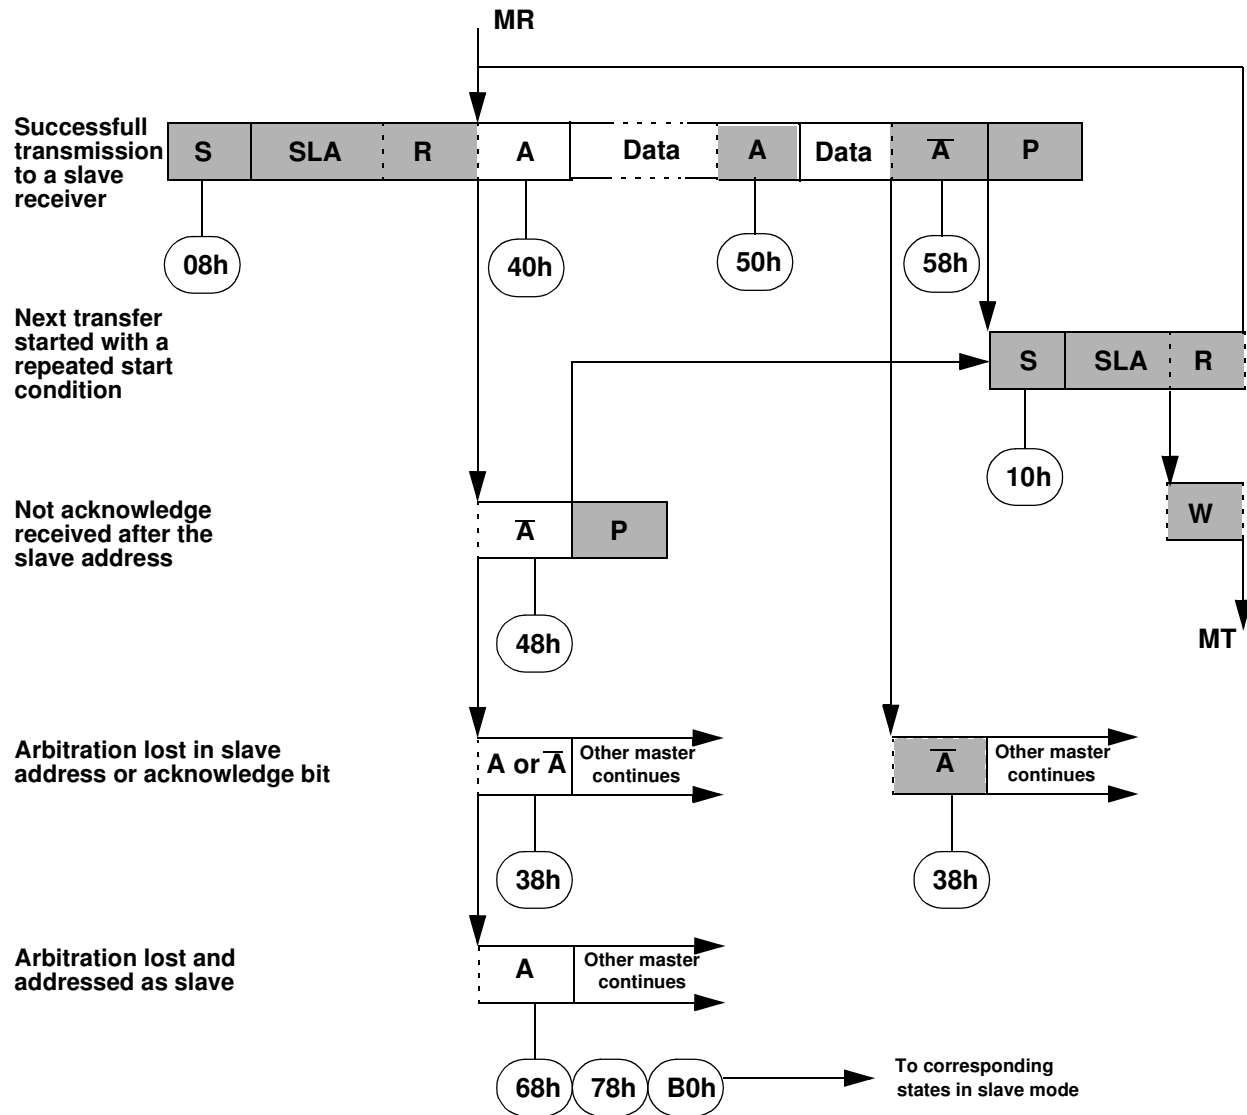 MR
Successfull
transmission
to a slave
receiver
S SLA R A Data A Data A̅ P
08h 40h 50h 58h
Next transfer
started with a
repeated start
condition
S SLA R
10h
W
MT
Not acknowledge
received after the
slave address
A̅ P
48h
Arbitration lost in slave
address or acknowledge bit
A or A̅
Other master
continues
A̅
Other master
continues
38h 38h
Arbitration lost and
addressed as slave
A
Other master
continues
68h 78h B0h
To corresponding
states in slave mode